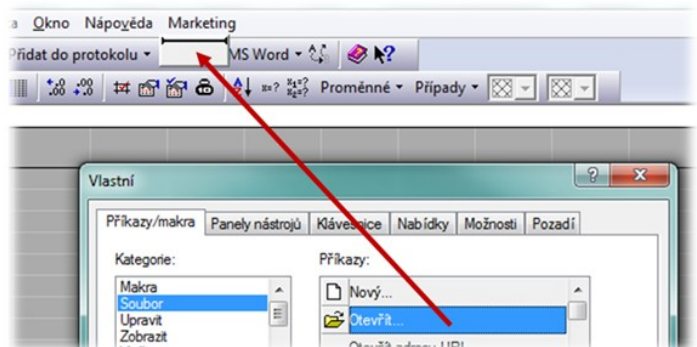 Okno Nápověda Marketing
Přidat do protokolu MS Word
Proměnné Případy
Vlastní
Příkazy/makra Panely nástrojů Klávesnice Nabídky Možnosti Pozadí
Kategorie: Příkazy:
Makra Nový...
Soubor Otevřít...
Upravit
Zobrazit